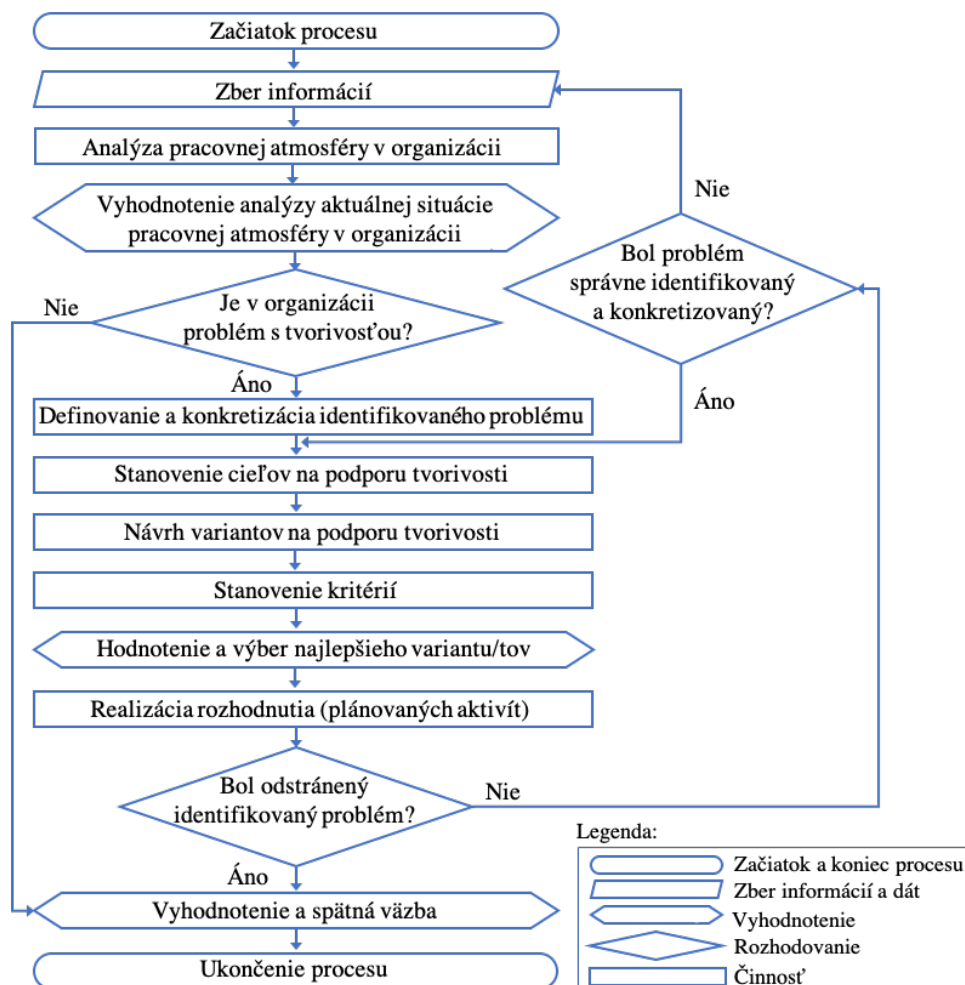 Začiatok procesu
Zber informácií
Analýza pracovnej atmosféry v organizácii
Vyhodnotenie analýzy aktuálnej situácie
pracovnej atmosféry v organizácii
Nie
Bol problém
správne identifikovaný
a konkretizovaný?
Nie
Je v organizácii
problém s tvorivosťou?
Áno
Áno
Definovanie a konkretizácia identifikovaného problému
Stanovenie cieľov na podporu tvorivosti
Návrh variantov na podporu tvorivosti
Stanovenie kritérií
Hodnotenie a výber najlepšieho variantu/tov
Realizácia rozhodnutia (plánovaných aktivít)
Bol odstránený
identifikovaný problém?
Nie
Áno
Vyhodnotenie a spätná väzba
Ukončenie procesu
Legenda:
Začiatok a koniec procesu
Zber informácií a dát
Vyhodnotenie
Rozhodovanie
Činnosť